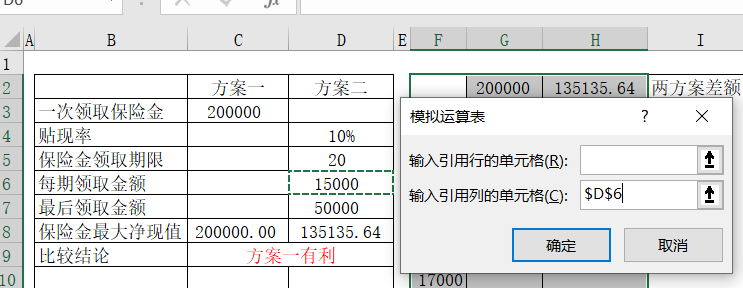 A B C D E F G H I
1
2 方案一 方案二 200000 135135.64 两方案差额
3 一次领取保险金 200000
4 贴现率 10%
5 保险金领取期限 20
6 每期领取金额 15000
7 最后领取金额 50000
8 保险金最大净现值 200000.00 135135.64
9 比较结论 方案一有利
10 17000
模拟运算表 ? ×
输入引用行的单元格(R):
输入引用列的单元格(C): $D$6
确定 取消